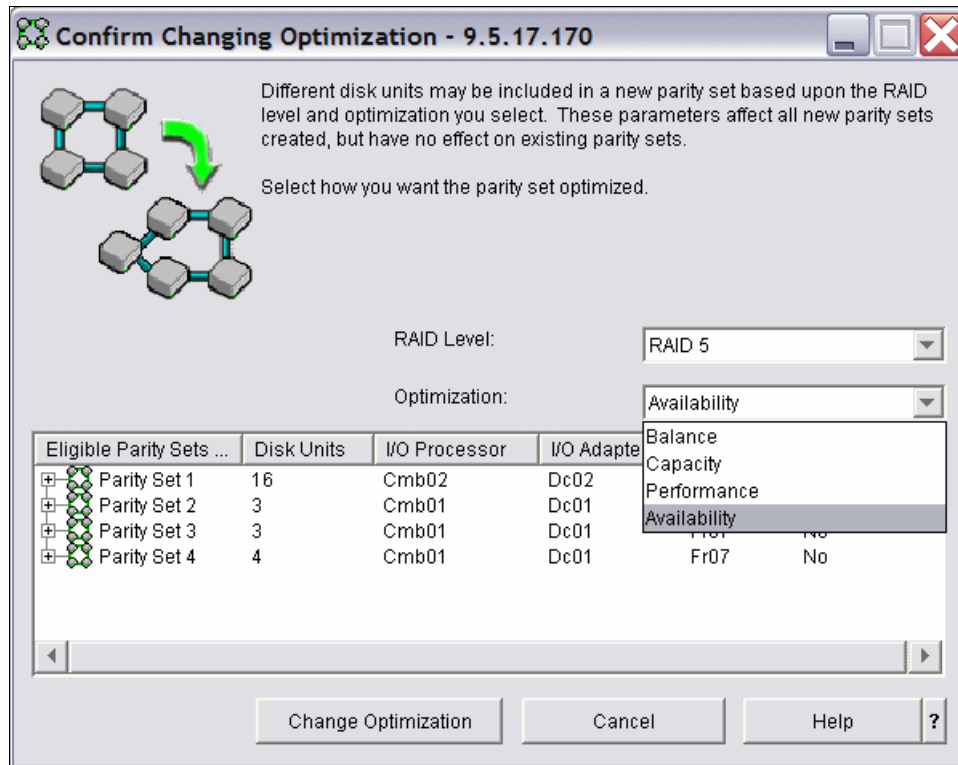 Confirm Changing Optimization - 9.5.17.170
Different disk units may be included in a new parity set based upon the RAID
level and optimization you select. These parameters affect all new parity sets
created, but have no effect on existing parity sets.
Select how you want the parity set optimized.
RAID Level:
RAID 5
Optimization:
Availability
Balance
Capacity
Performance
Availability
Eligible Parity Sets ... Disk Units I/O Processor I/O Adapte
Parity Set 1 16 Cmb02 Dc02
Parity Set 2 3 Cmb01 Dc01
Parity Set 3 3 Cmb01 Dc01
Parity Set 4 4 Cmb01 Dc01 Fr07 No
Change Optimization
Cancel
Help
?